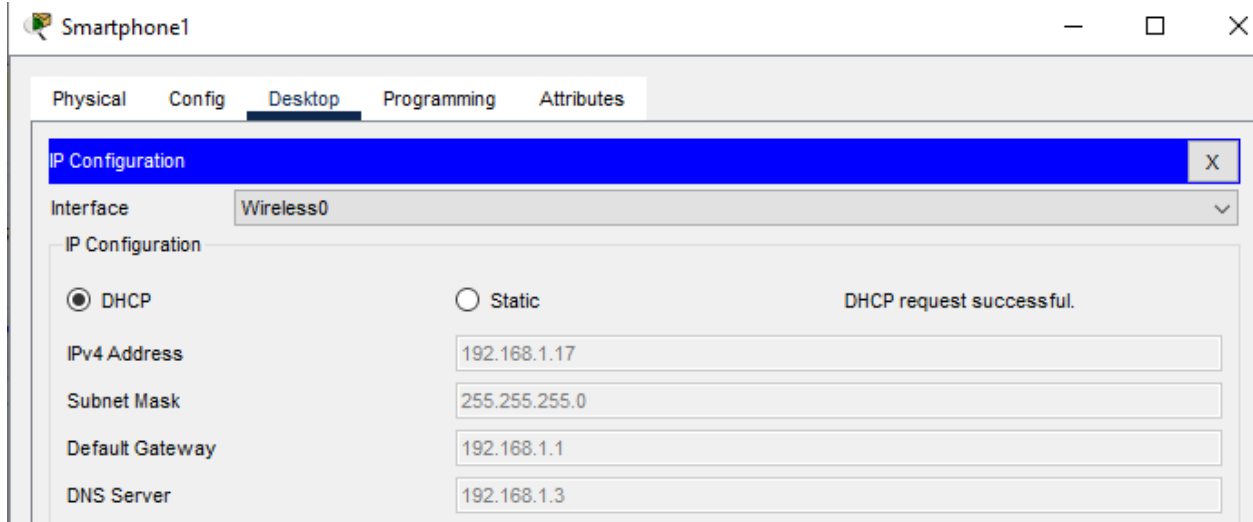 Smartphone1
Physical Config Desktop Programming Attributes
IP Configuration X
Interface Wireless0
IP Configuration
DHCP Static DHCP request successful.
IPv4 Address 192.168.1.17
Subnet Mask 255.255.255.0
Default Gateway 192.168.1.1
DNS Server 192.168.1.3